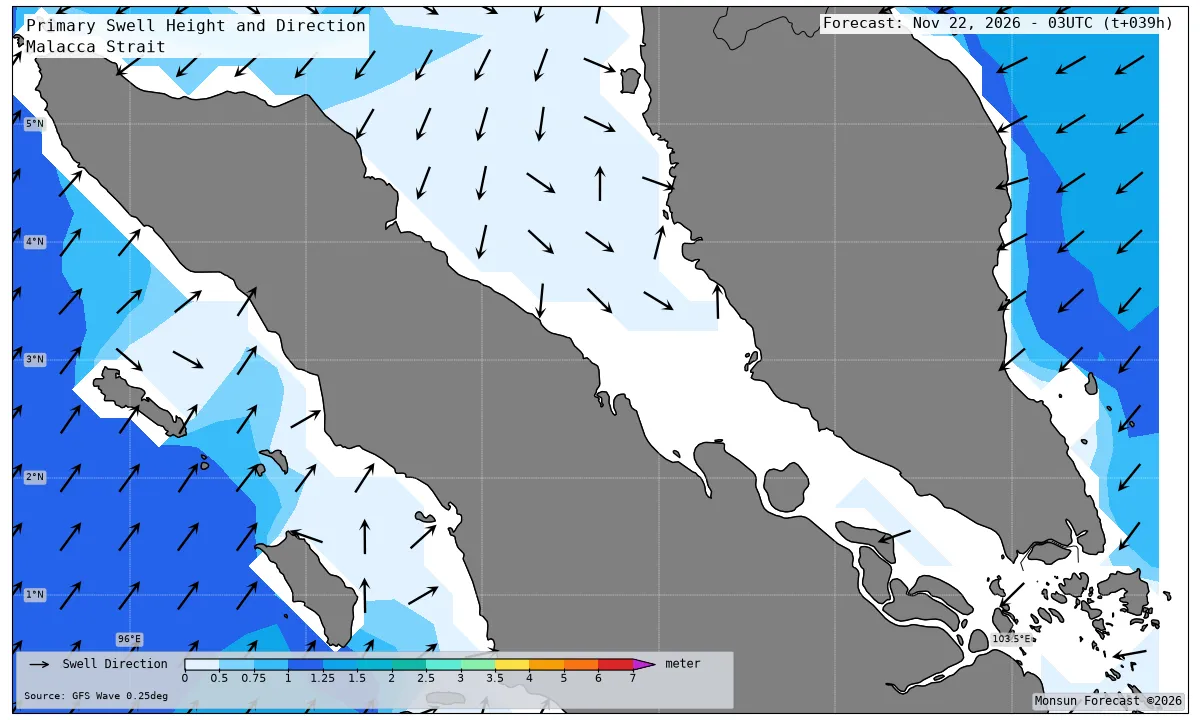 Primary Swell Height and Direction
Malacca Strait
Forecast: Nov 22, 2026 - 03UTC (t+039h)
5°N
4°N
3°N
2°N
1°N
96°E
103.5°E
Swell Direction
meter
0 0.5 0.75 1 1.25 1.5 2 2.5 3 3.5 4 5 6 7
Source: GFS Wave 0.25deg
Monsun Forecast ©2026